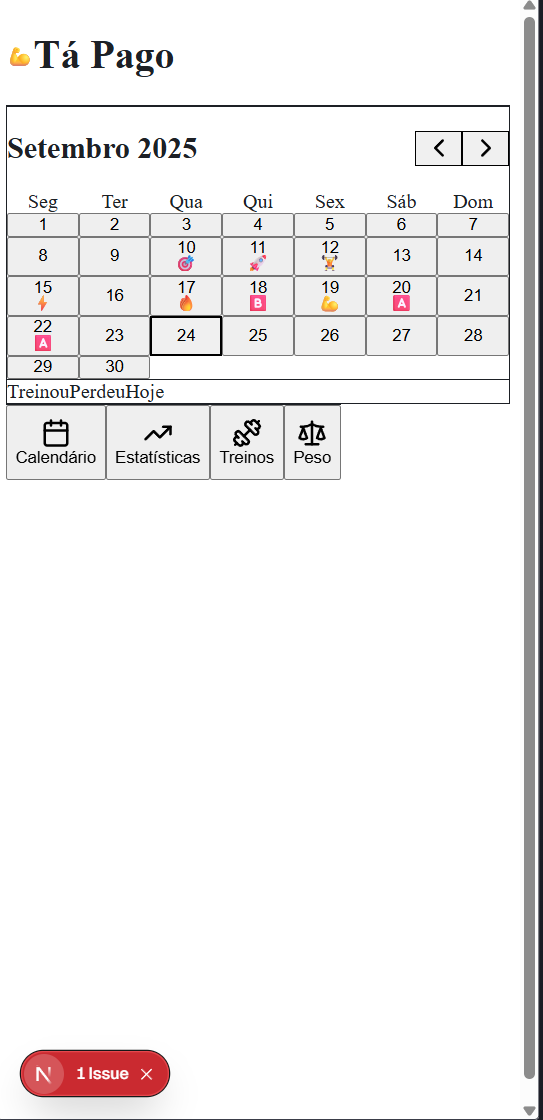 💪Tá Pago
Setembro 2025
Seg Ter Qua Qui Sex Sáb Dom
1 2 3 4 5 6 7
8 9 10 11 12 13 14
15 16 17 18 19 20 21
B A
22 23 24 25 26 27 28
A
29 30
TreinouPerdeuHoje
Calendário Estatísticas Treinos Peso
N 1 Issue